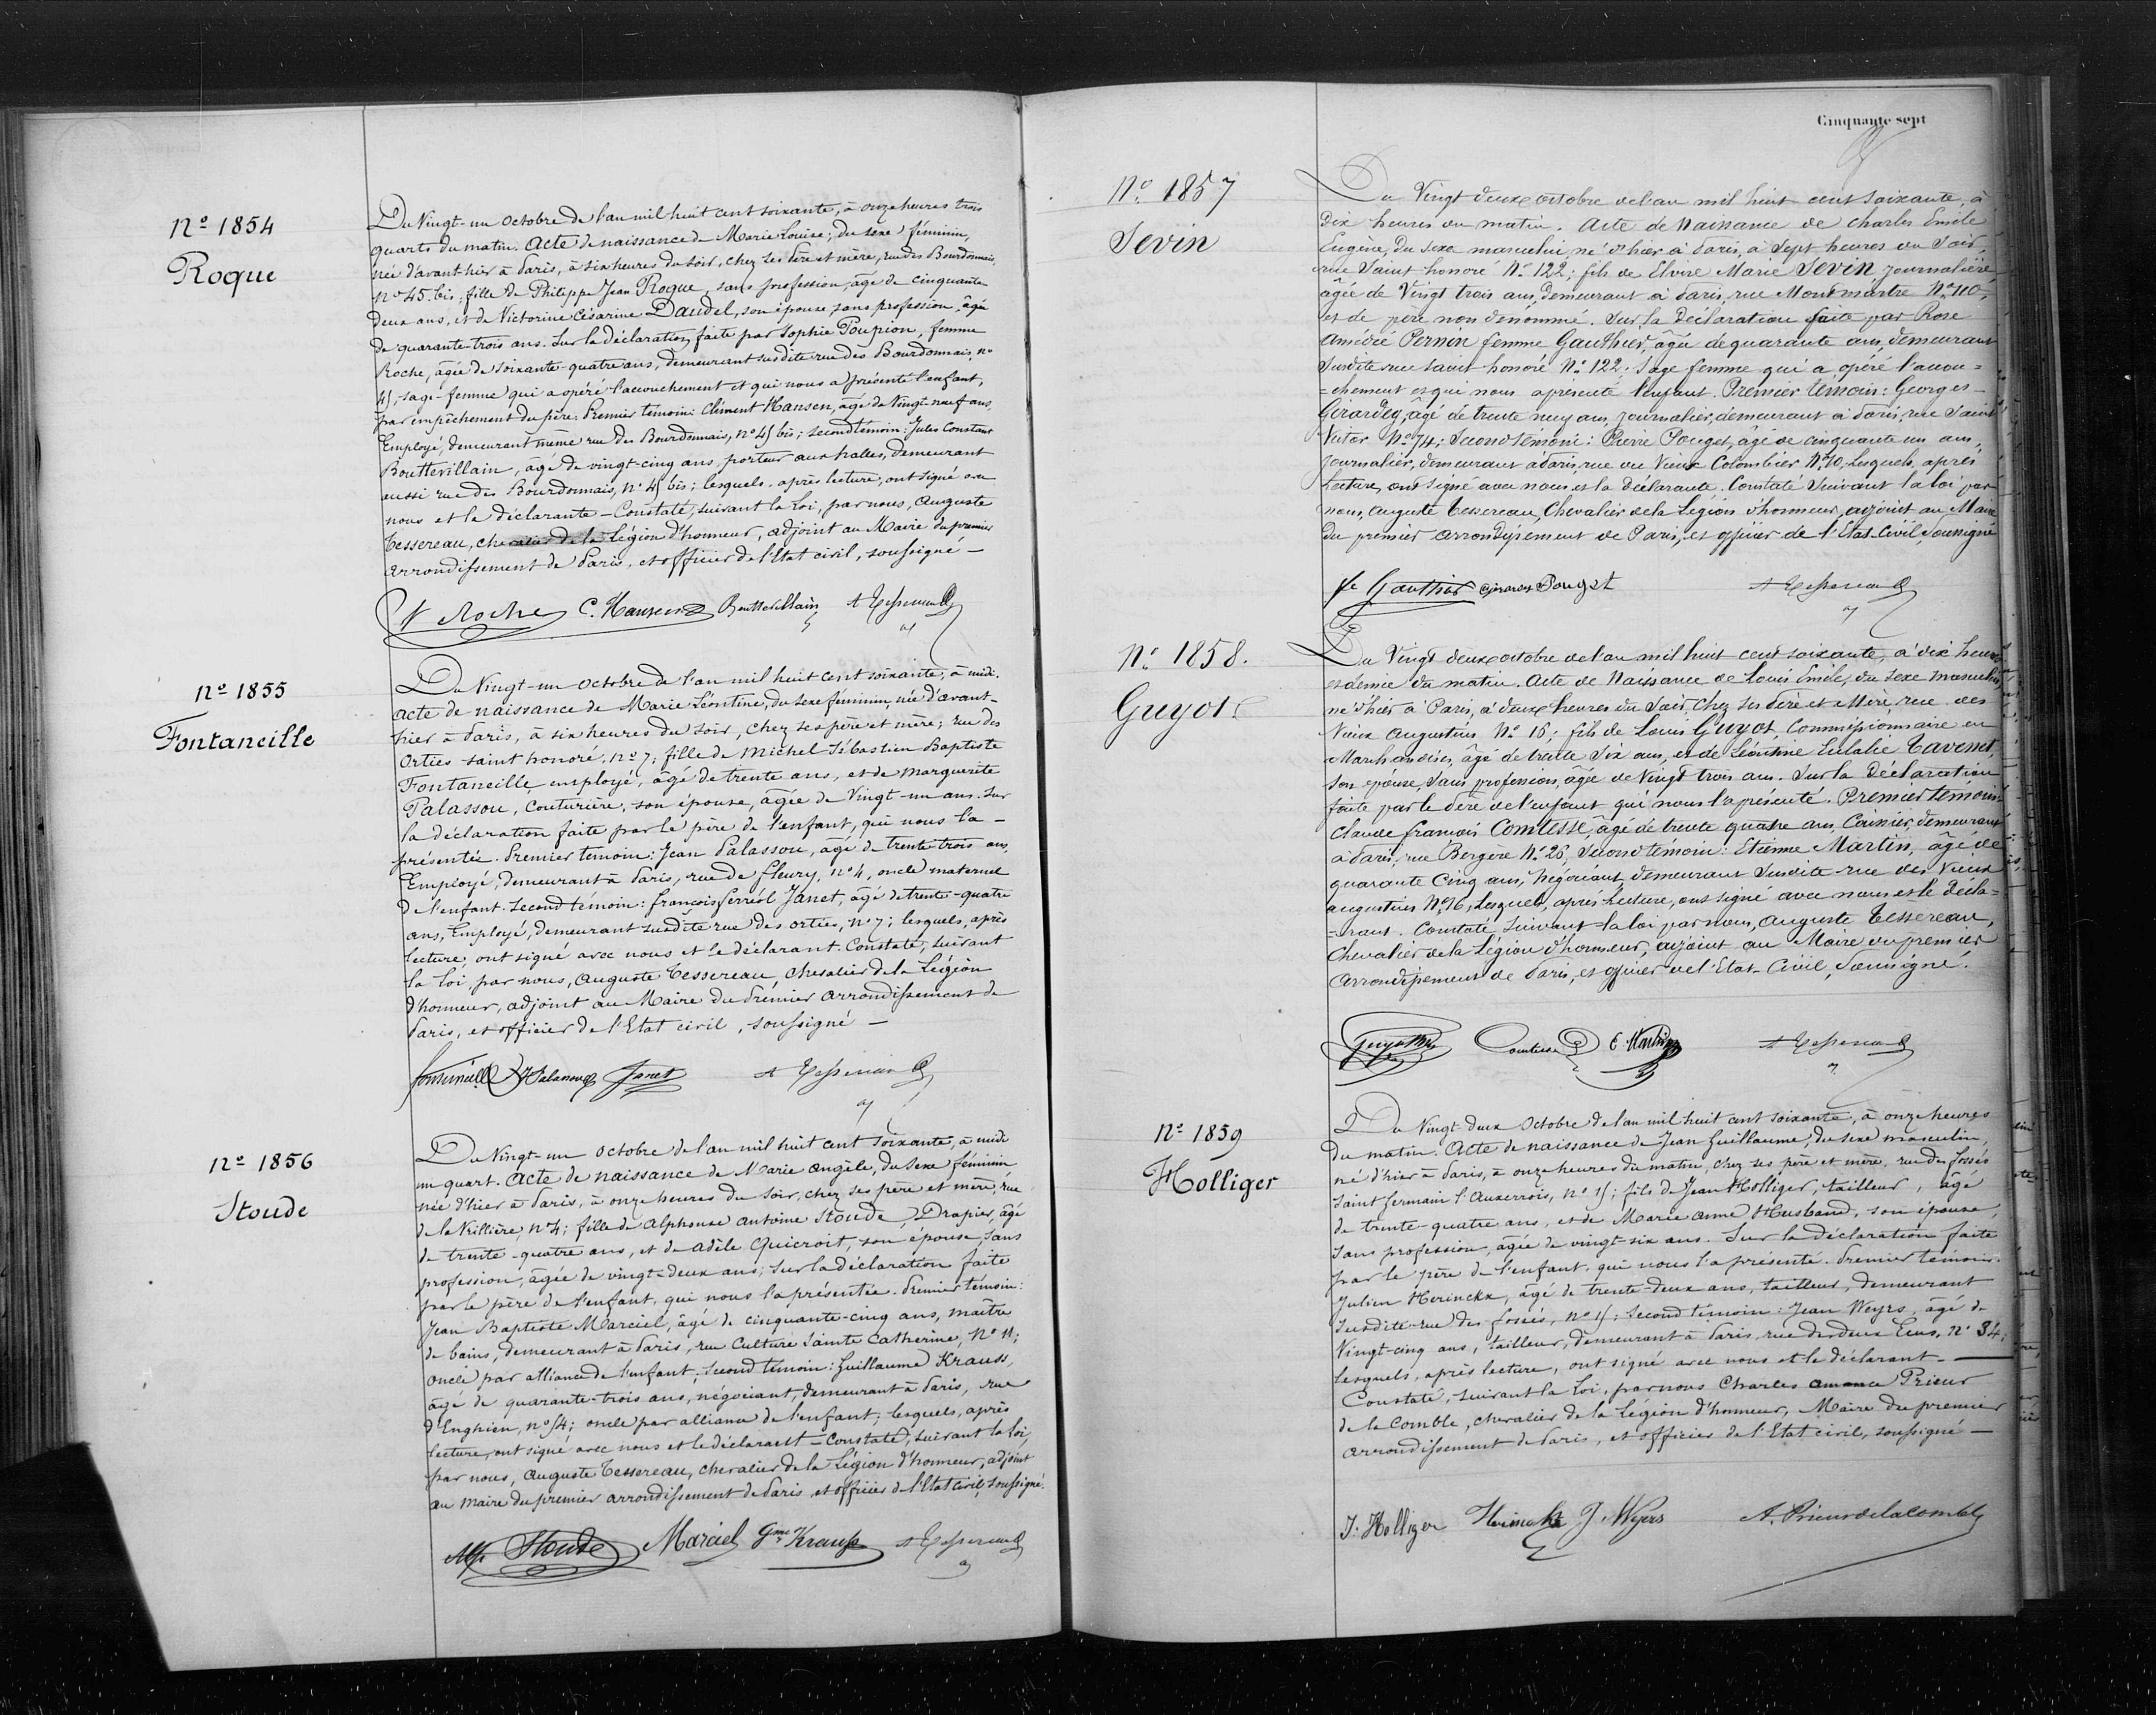 Nº 1854
Roque
Du Vingt-un Octobre de l'an mil huit cent soixante, à onze heures trois
quarts du matin. Acte de naissance de Marie Louise, du sexe féminin,
née d'avant hier à Paris, à six heures du soir, chez ses père et mère, rue des Bourdonnais,
nº 45 bis; fille de Philippe Jean Roque, sans profession, âgé de cinquante
deux ans, et de Victorine Césarine Daudel, son épouse sans profession, âgée
de quarante-trois ans. Sur la déclaration faite par Sophie Poupion, femme
Roche, âgée de soixante-quatre ans, demeurant susdite rue des Bourdonnais, nº
45, sage-femme qui a opéré l'accouchement et qui nous a présenté l'enfant,
par empêchement du père. Premier témoin: Clément Hansen, âgé de vingt-neuf ans,
Employé, demeurant même rue des Bourdonnais, nº 45 bis; second témoin: Jules Constant
Bouttevillain, âgé de vingt-cinq ans, porteur aux halles, demeurant
aussi rue des Bourdonnais, nº 45 bis; lesquels, après lecture, ont signé avec
nous et la déclarante - Constaté, suivant la loi, par nous, Auguste
Tessereau, chevalier de la Légion d'honneur, adjoint au Maire du premier
arrondissement de Paris, et officier de l'Etat civil, soussigné —
Roche C. Hansen Bouttevillain A Tessereau
Nº 1855
Fontaneille
Du Vingt-un Octobre de l'an mil huit cent soixante, à midi.
acte de naissance de Marie Léontine, du sexe féminin, née d'avant-
hier à Paris, à six heures du soir, chez ses père et mère, rue des
Orties saint honoré, nº 7; fille de Michel Sébastien Baptiste
Fontaneille, employé, âgé de trente ans, et de Marguerite
Palassou, Couturière, son épouse, âgée de Vingt-un ans. Sur
la déclaration faite par le père de l'enfant, qui nous l'a-
présentée. Premier témoin: Jean Palassou, âgé de trente-trois ans,
Employé, demeurant à Paris, rue de fleury, nº 4, oncle maternel
de l'enfant. Second témoin: françois ferréol Janet, âgé de trente-quatre
ans, Employé, demeurant susdite rue des orties, nº 7; lesquels, après
lecture ont signé avec nous et le déclarant. Constaté, suivant
la loi par nous, Auguste Tessereau, chevalier de la Légion
d'honneur, adjoint au Maire du Premier arrondissement de
Paris, et officier de l'Etat civil, soussigné —
Fontaneille Palassou Janet A Tessereau
Nº 1856
Stoude
Du Vingt-un Octobre de l'an mil huit cent soixante, à midi
un quart. Acte de naissance de Marie Angèle, du sexe féminin
née d'hier à Paris, à onze heures du soir, chez ses père et mère, rue
de la Vrillière, nº 4; fille de Alphonse Antoine Stoude, Drapier, âgé
de trente-quatre ans, et de Adèle Quicroit, son épouse, sans
profession, âgée de vingt-deux ans; sur la déclaration faite
par le père de l'enfant, qui nous l'a présentée. Premier témoin:
Jean Baptiste Marciel, âgé de cinquante-cinq ans, maître
de bains, demeurant à Paris, rue Culture Sainte Catherine, Nº 11;
oncle par alliance de l'enfant; second témoin: Guillaume Krauss,
âgé de quarante-trois ans, négociant, demeurant à Paris, rue
d'Enghien, nº 54; oncle par alliance de l'enfant; lesquels, après
lecture, ont signé avec nous et le déclarant - Constaté, suivant la loi,
par nous, Auguste Tessereau, chevalier de la Légion d'honneur, adjoint
au Maire du premier arrondissement de Paris, et officier de l'Etat civil, soussigné.
Alp Stoude Marciel Gme Krauss A Tessereau
Cinquante sept
Nº 1857
Sevin
Du Vingt deux octobre de l'an mil huit cent soixante, à
Dix heures du matin. Acte de Naissance de Charles Emile
Eugène, du sexe masculin, né d'hier à Paris, à Sept heures du Soir,
rue Saint honoré Nº 122; fils de Elvire Marie Sevin, journalière
âgée de Vingt trois ans, Demeurant à Paris, rue Montmartre Nº 110,
et de père non dénommé. Sur la Déclaration faite par Rose
Amédée Pernin femme Gauthier, âgée de quarante ans, demeurant
Susdite rue saint honoré Nº 122, Sage femme qui a opéré l'accou=
=chement et qui nous a présenté l'enfant. Premier témoin: Georges
Girardey, âgé de trente neuf ans, journalier, demeurant à Paris, rue Saint
Victor Nº 74; Second témoin: Pierre Pouget, âgé de cinquante un ans,
journalier, demeurant à Paris, rue du Vieux Colombier Nº 10, Lesquels, après
Lecture, ont signé avec nous et la déclarante. Constaté Suivant la loi par
nous, Auguste Tessereau, Chevalier de la Légion d'honneur, adjoint au Maire
Du premier arrondissement de Paris, et officier de l'Etat-Civil, Soussigné
fe Gauthier Girardey Pouget A Tessereau
Nº 1858.
Guyot
Du Vingt deux octobre de l'an mil huit cent soixante, à dix heures
et demie du matin. Acte de Naissance de Louis Emile, du Sexe masculin,
né d'hier à Paris, à deux heures du Soir, Chez ses Père et Mère, rue des
Vieux Augustins Nº 16; fils de Louis Guyot, Commissionnaire en
Marchandises, âgé de trente Six ans, et de Léontine Eulalie Tavenet,
Son épouse, Sans profession, âgée de Vingt trois ans. Sur la Déclaration
faite par le Père de l'enfant qui nous l'a présenté. Premier témoin:
Claude françois Comtesse, âgé de trente quatre ans, Caissier, demeurant
à Paris, rue Bergère Nº 26, Second témoin: Etienne Martin, âgé de
quarante Cinq ans, Négociant demeurant Susdite rue des Vieux
Augustins Nº 16, Lesquels, après Lecture, ont signé avec nous et le Décla=
=rant. Constaté Suivant la loi par nous, Auguste Tessereau,
Chevalier de la Légion d'honneur, adjoint au Maire du premier
arrondissement de Paris, et officier de l'Etat-Civil, Soussigné.
Guyot Comtesse E. Martin A Tessereau
Nº 1859
Holliger
Du Vingt-deux Octobre de l'an mil huit cent soixante, à onze heures
du matin. Acte de naissance de Jean Guillaume, du sexe masculin,
né d'hier à Paris, à onze heures du matin, chez ses père et mère, rue des fossés
Saint Germain l'Auxerrois, nº 15; fils de Jean Holliger, tailleur, âgé
de trente-quatre ans, et de Marie Anne Husband, son épouse,
Sans profession, âgée de vingt-six ans. Sur la déclaration faite
par le père de l'enfant, qui nous l'a présenté. Premier témoin:
Julien Herinckx, âgé de trente-deux ans, tailleur, demeurant
Susdite rue des fossés, nº 15; second témoin: Jean Weyrs, âgé de
Vingt-cinq ans, tailleur, demeurant à Paris, rue des deux Ecus, nº 34;
lesquels, après lecture, ont signé avec nous et le déclarant. —
Constaté, suivant la loi, par nous Charles Prieur
de la Comble, chevalier de la Légion d'honneur, Maire du premier
arrondissement de Paris, et officier de l'Etat civil, soussigné —
J. Holliger Herinckx J. Weyers A. Prieur de la comble